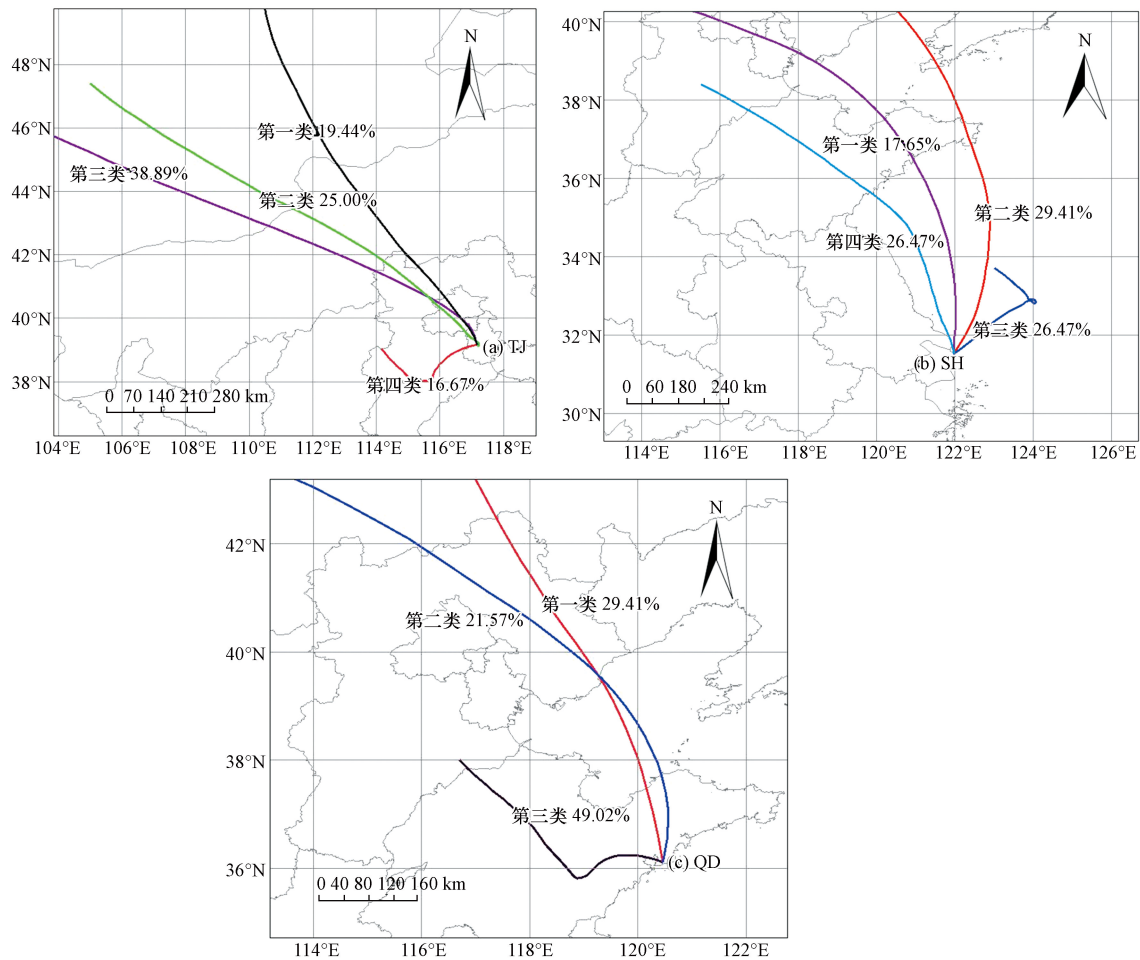 N
48°N
46°N
44°N
42°N
40°N
38°N
第一类 19.44%
第三类 38.89%
第二类 25.00%
(a) TJ
第四类 16.67%
0 70 140 210 280 km
104°E 106°E 108°E 110°E 112°E 114°E 116°E 118°E
N
40°N
38°N
36°N
34°N
32°N
30°N
第一类 17.65%
第二类 29.41%
第四类 26.47%
第三类 26.47%
(b) SH
0 60 180 240 km
114°E 116°E 118°E 120°E 122°E 124°E 126°E
N
42°N
40°N
38°N
36°N
第一类 29.41%
第二类 21.57%
第三类 49.02%
(c) QD
0 40 80 120 160 km
114°E 116°E 118°E 120°E 122°E